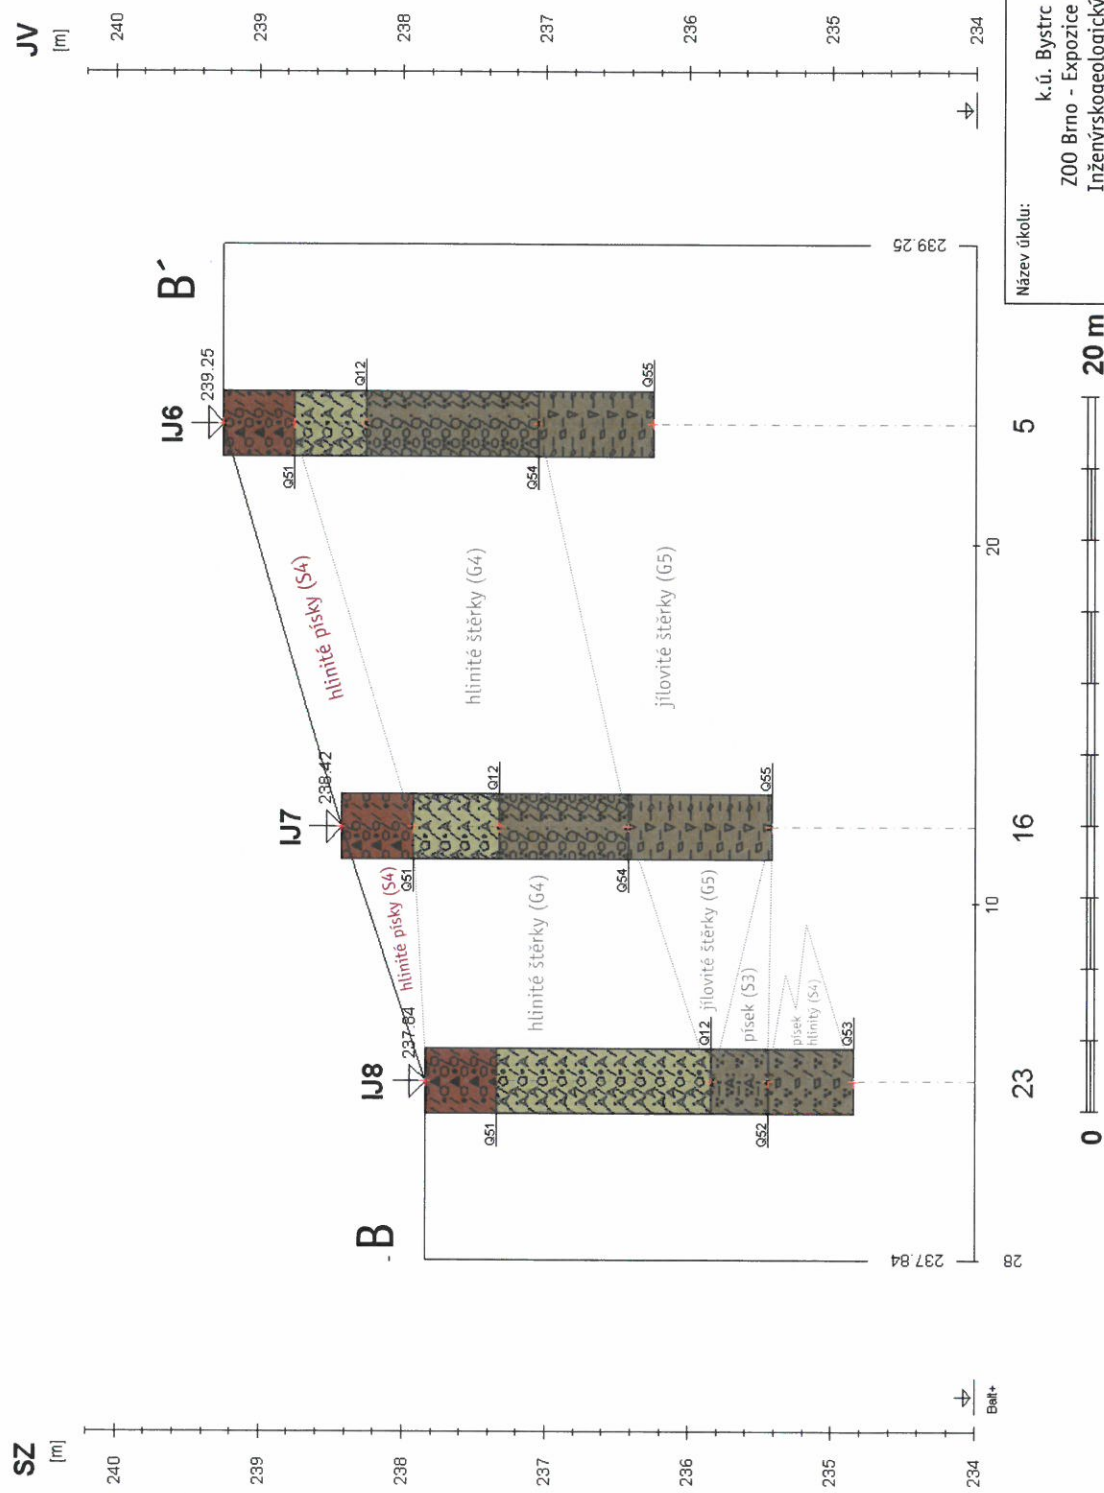 SZ
[m]
JV
[m]
240
239
238
237
236
235
234
240
239
238
237
236
235
234
Balt+
B
B´
237.84
239.25
IJ8
237.84
Q51
Q12
Q52
Q53
IJ7
238.42
Q51
Q12
Q54
Q55
IJ6
239.25
Q51
Q12
Q54
Q55
hlinité písky (S4)
hlinité písky (S4)
hlinité štěrky (G4)
hlinité štěrky (G4)
jílovité štěrky (G5)
jílovité štěrky (G5)
písek (S3)
písek
hlinitý (S4)
28
10
20
23
16
5
0
20 m
Název úkolu:
k.ú. Bystrc
ZOO Brno - Expozice
Inženýrskogeologický